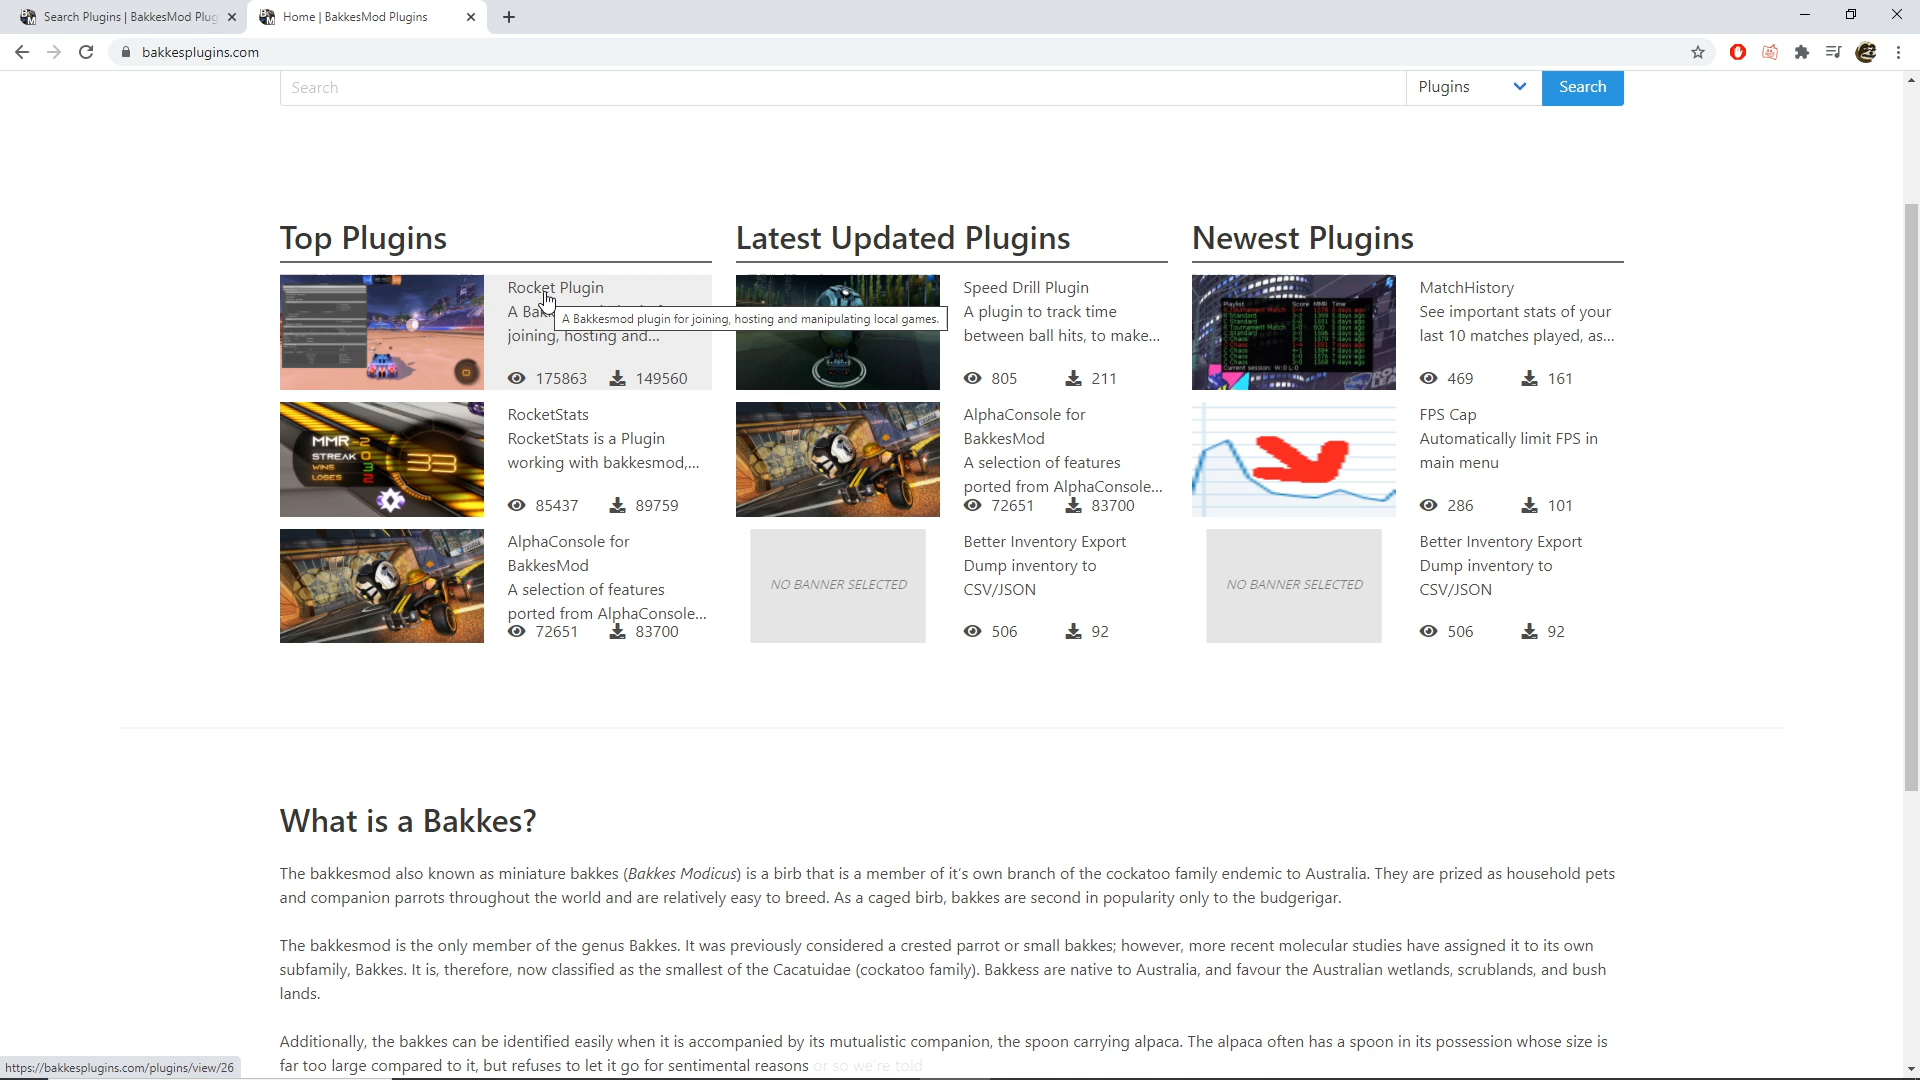 Search Plugins | BakkesMod Plug
Home | BakkesMod Plugins
bakkesplugins.com
Search
Plugins
Search
Top Plugins
Rocket Plugin
A Bak
joining, hosting and...
A Bakkesmod plugin for joining, hosting and manipulating local games.
175863 149560
MMR -2
STREAK 0
WINS 3
LOSES 2
33
RocketStats
RocketStats is a Plugin
working with bakkesmod,...
85437 89759
AlphaConsole for
BakkesMod
A selection of features
ported from AlphaConsole...
72651 83700
Latest Updated Plugins
Speed Drill Plugin
A plugin to track time
between ball hits, to make...
805 211
AlphaConsole for
BakkesMod
A selection of features
ported from AlphaConsole...
72651 83700
NO BANNER SELECTED
Better Inventory Export
Dump inventory to
CSV/JSON
506 92
Newest Plugins
Playlist Score MMR Time
MatchHistory
See important stats of your
last 10 matches played, as...
469 161
FPS Cap
Automatically limit FPS in
main menu
286 101
NO BANNER SELECTED
Better Inventory Export
Dump inventory to
CSV/JSON
506 92
What is a Bakkes?
The bakkesmod also known as miniature bakkes (Bakkes Modicus) is a birb that is a member of it's own branch of the cockatoo family endemic to Australia. They are prized as household pets
and companion parrots throughout the world and are relatively easy to breed. As a caged birb, bakkes are second in popularity only to the budgerigar.
The bakkesmod is the only member of the genus Bakkes. It was previously considered a crested parrot or small bakkes; however, more recent molecular studies have assigned it to its own
subfamily, Bakkes. It is, therefore, now classified as the smallest of the Cacatuidae (cockatoo family). Bakkess are native to Australia, and favour the Australian wetlands, scrublands, and bush
lands.
Additionally, the bakkes can be identified easily when it is accompanied by its mutualistic companion, the spoon carrying alpaca. The alpaca often has a spoon in its possession whose size is
far too large compared to it, but refuses to let it go for sentimental reasons or so we're told
https://bakkesplugins.com/plugins/view/26